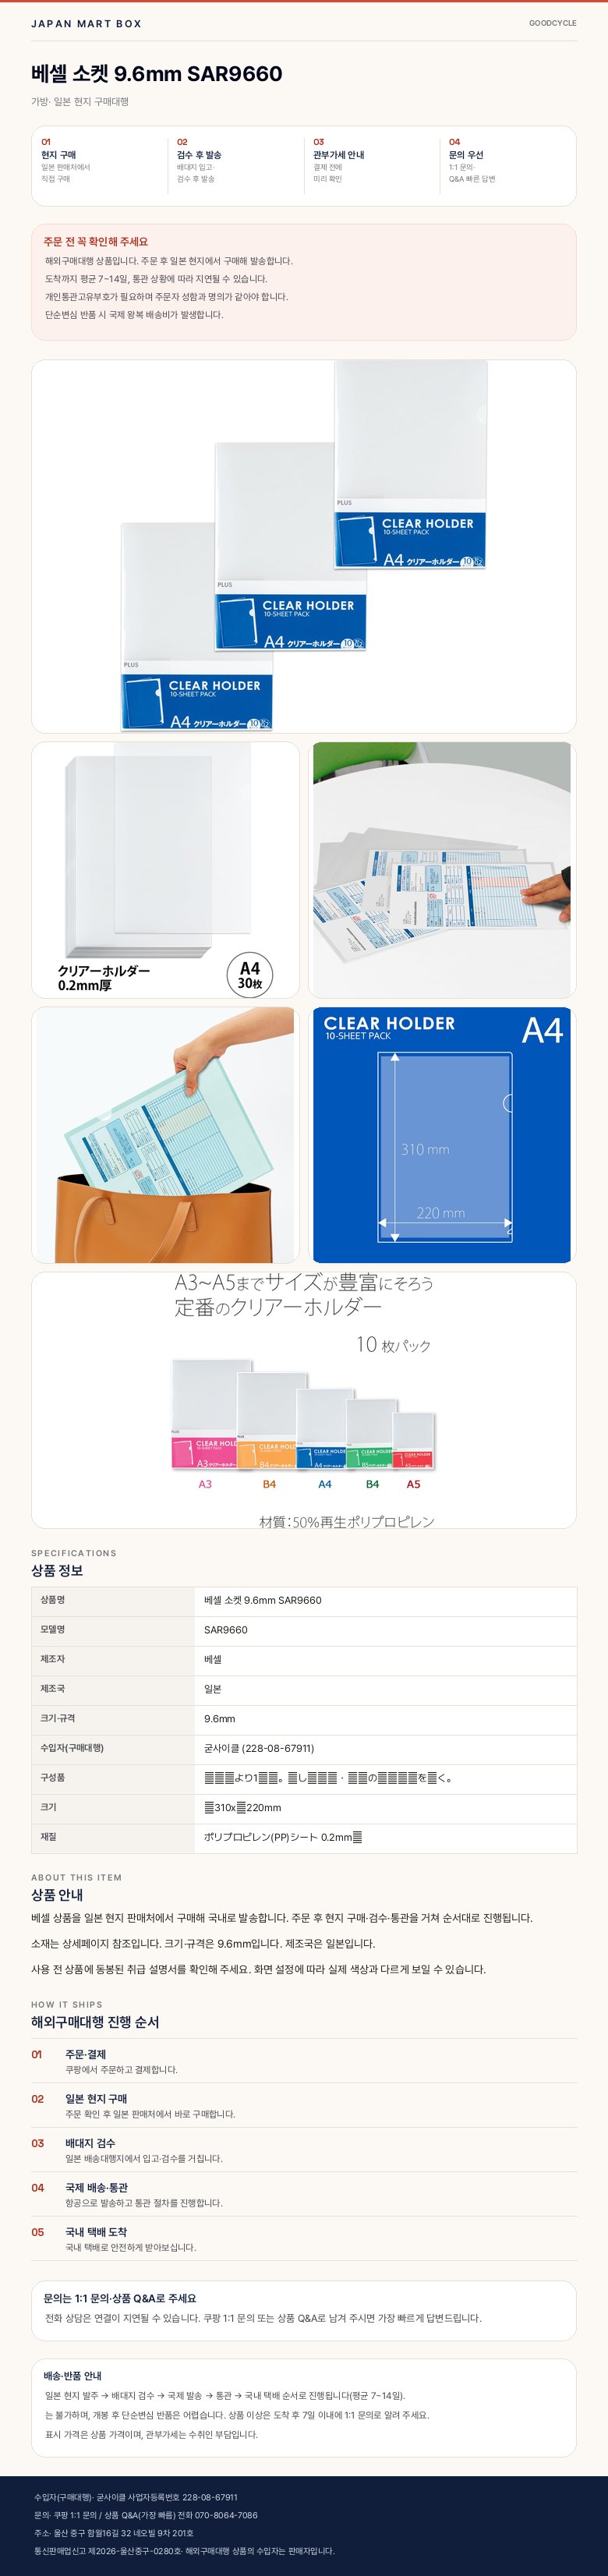 JAPAN MART BOX
GOODCYCLE
베셀 소켓 9.6mm SAR9660
가방· 일본 현지 구매대행
01
현지 구매
일본 판매처에서
직접 구매
02
검수 후 발송
배대지 입고·
검수 후 발송
03
관부가세 안내
결제 전에
미리 확인
04
문의 우선
1:1 문의·
Q&A 빠른 답변
주문 전 꼭 확인해 주세요
해외구매대행 상품입니다. 주문 후 일본 현지에서 구매해 발송합니다.
도착까지 평균 7~14일, 통관 상황에 따라 지연될 수 있습니다.
개인통관고유부호가 필요하며 주문자 성함과 명의가 같아야 합니다.
단순변심 반품 시 국제 왕복 배송비가 발생합니다.
PLUS
CLEAR HOLDER
10-SHEET PACK
A4 クリアーホルダー 10枚
PLUS
CLEAR HOLDER
10-SHEET PACK
A4 クリアーホルダー 10枚
PLUS
CLEAR HOLDER
10-SHEET PACK
A4 クリアーホルダー 10枚
クリアーホルダー
0.2mm厚
A4
30枚
CLEAR HOLDER
10-SHEET PACK
A4
310 mm
220 mm
A3~A5までサイズが豊富にそろう
定番のクリアーホルダー
10 枚パック
CLEAR HOLDER
A3
B4
A4
B4
A5
材質:50%再生ポリプロピレン
SPECIFICATIONS
상품 정보
상품명
베셀 소켓 9.6mm SAR9660
모델명
SAR9660
제조자
베셀
제조국
일본
크기·규격
9.6mm
수입자(구매대행)
굳사이클 (228-08-67911)
구성품
より1。し・のを く。
크기
310x220mm
재질
ポリプロピレン(PP)シート 0.2mm
ABOUT THIS ITEM
상품 안내
베셀 상품을 일본 현지 판매처에서 구매해 국내로 발송합니다. 주문 후 현지 구매·검수·통관을 거쳐 순서대로 진행됩니다.
소재는 상세페이지 참조입니다. 크기·규격은 9.6mm입니다. 제조국은 일본입니다.
사용 전 상품에 동봉된 취급 설명서를 확인해 주세요. 화면 설정에 따라 실제 색상과 다르게 보일 수 있습니다.
HOW IT SHIPS
해외구매대행 진행 순서
01
주문·결제
쿠팡에서 주문하고 결제합니다.
02
일본 현지 구매
주문 확인 후 일본 판매처에서 바로 구매합니다.
03
배대지 검수
일본 배송대행지에서 입고·검수를 거칩니다.
04
국제 배송·통관
항공으로 발송하고 통관 절차를 진행합니다.
05
국내 택배 도착
국내 택배로 안전하게 받아보십니다.
문의는 1:1 문의·상품 Q&A로 주세요
전화 상담은 연결이 지연될 수 있습니다. 쿠팡 1:1 문의 또는 상품 Q&A로 남겨 주시면 가장 빠르게 답변드립니다.
배송·반품 안내
일본 현지 발주 → 배대지 검수 → 국제 발송 → 통관 → 국내 택배 순서로 진행됩니다(평균 7~14일).
는 불가하며, 개봉 후 단순변심 반품은 어렵습니다. 상품 이상은 도착 후 7일 이내에 1:1 문의로 알려 주세요.
표시 가격은 상품 가격이며, 관부가세는 수취인 부담입니다.
수입자(구매대행)· 굳사이클 사업자등록번호 228-08-67911
문의· 쿠팡 1:1 문의 / 상품 Q&A(가장 빠름) 전화 070-8064-7086
주소· 울산 중구 함월16길 32 네오빌 9차 201호
통신판매업신고 제2026-울산중구-0280호· 해외구매대행 상품의 수입자는 판매자입니다.